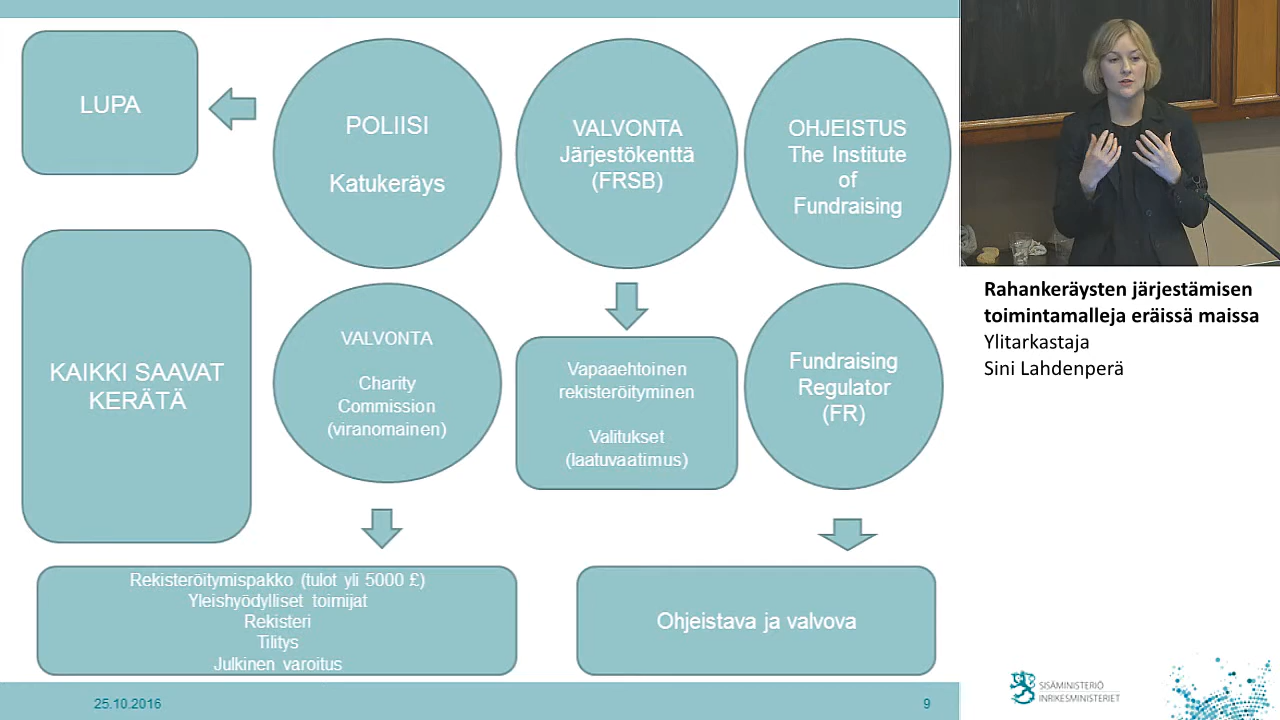 LUPA
POLIISI
Katukeräys
VALVONTA
Järjestökenttä
(FRSB)
OHJEISTUS
The Institute
of
Fundraising
KAIKKI SAAVAT
KERÄTÄ
VALVONTA
Charity
Commission
(viranomainen)
Vapaaehtoinen
rekisteröityminen
Valitukset
(laatuvaatimus)
Fundraising
Regulator
(FR)
Rekisteröitymispakko (tulot yli 5000 £)
Yleishyödylliset toimijat
Rekisteri
Tilitys
Julkinen varoitus
Ohjeistava ja valvova
25.10.2016
9
Rahankeräysten järjestämisen
toimintamalleja eräissä maissa
Ylitarkastaja
Sini Lahdenperä
SISÄMINISTERIÖ
INRIKESMINISTERIET